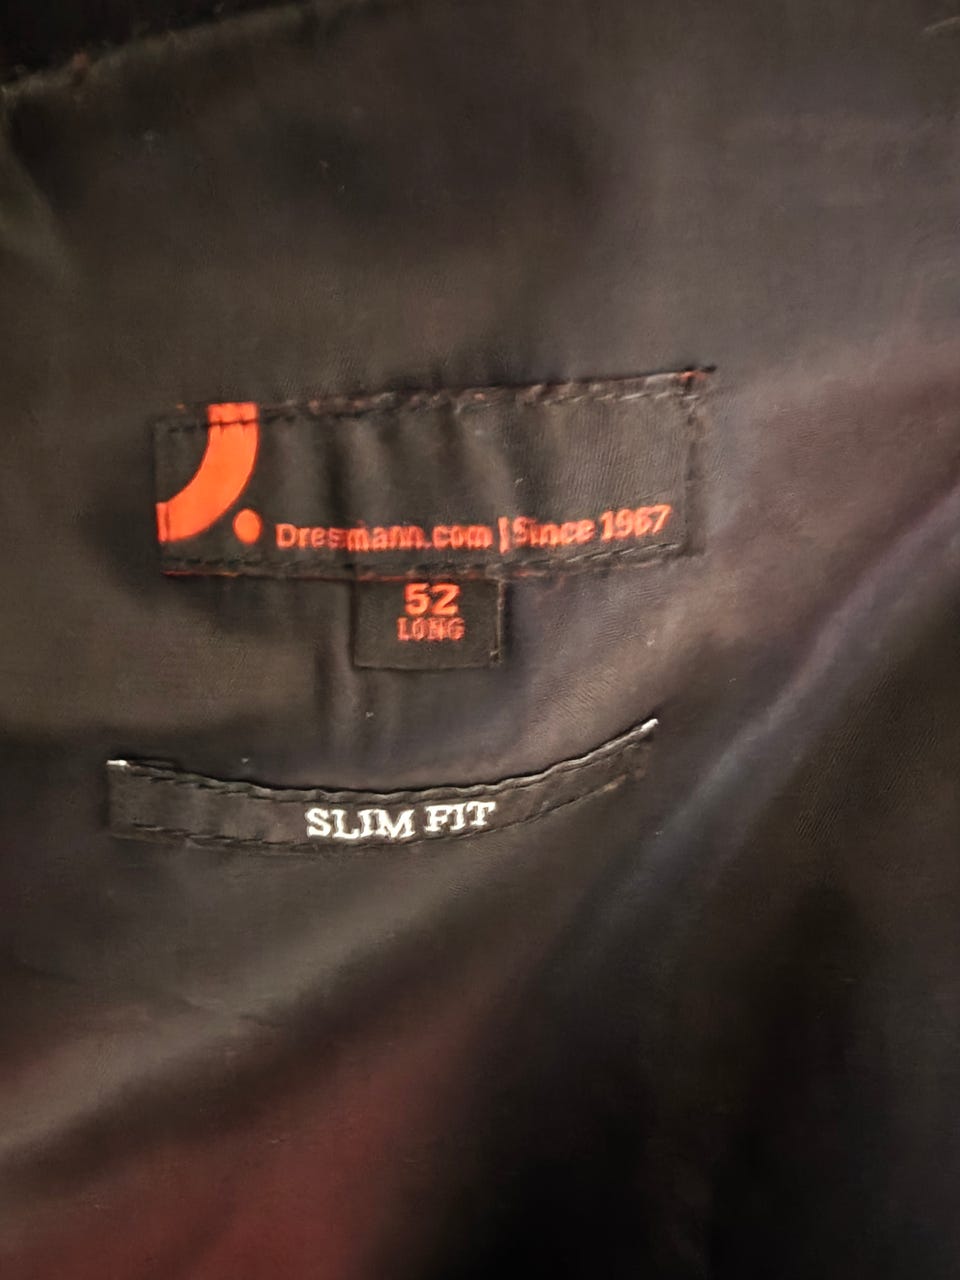 Dressmann.com | Since 1967
52
LONG
SLIM FIT